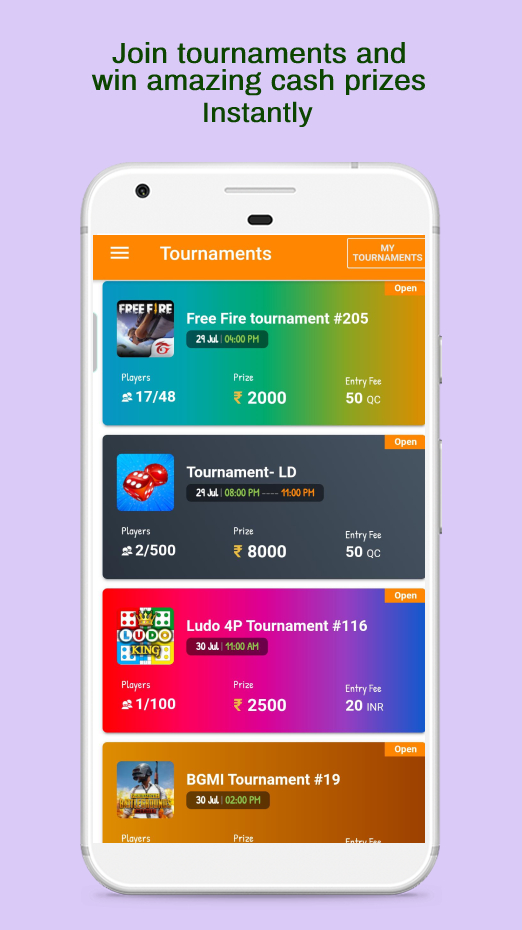 Join tournaments and
win amazing cash prizes
Instantly
Tournaments
MY
TOURNAMENTS
Open
FREE FIRE
Free Fire tournament #205
29 Jul | 04:00 PM
Players
Prize
Entry Fee
17/48
₹ 2000
50 QC
Open
Tournament- LD
29 Jul | 08:00 PM ---- 11:00 PM
Players
Prize
Entry Fee
2/500
₹ 8000
50 QC
Open
LUDO
KING
Ludo 4P Tournament #116
30 Jul | 11:00 AM
Players
Prize
Entry Fee
1/100
₹ 2500
20 INR
Open
BATTLEGROUNDS
BGMI Tournament #19
30 Jul | 02:00 PM
Players
Prize
Entry Fee